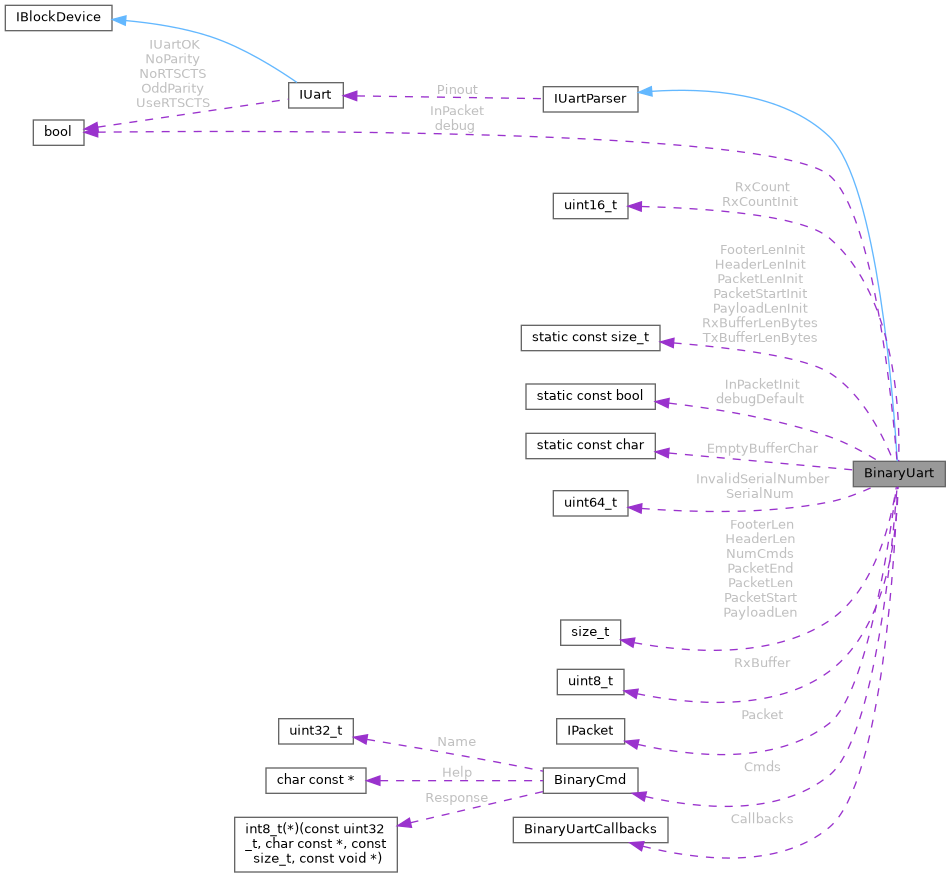 IBlockDevice
IUartOK
NoParity
NoRTSCTS
OddParity
UseRTSCTS
IUart
Pinout
IUartParser
bool
InPacket
debug
uint16_t
RxCount
RxCountInit
FooterLenInit
HeaderLenInit
PacketLenInit
PacketStartInit
PayloadLenInit
RxBufferLenBytes
TxBufferLenBytes
static const size_t
InPacketInit
debugDefault
static const bool
static const char
EmptyBufferChar
BinaryUart
InvalidSerialNumber
SerialNum
uint64_t
FooterLen
HeaderLen
NumCmds
PacketEnd
PacketLen
PacketStart
PayloadLen
size_t
RxBuffer
uint8_t
Packet
IPacket
uint32_t
Name
Cmds
char const *
Help
BinaryCmd
Response
Callbacks
BinaryUartCallbacks
int8_t(*)(const uint32
_t, char const *, const
size_t, const void *)